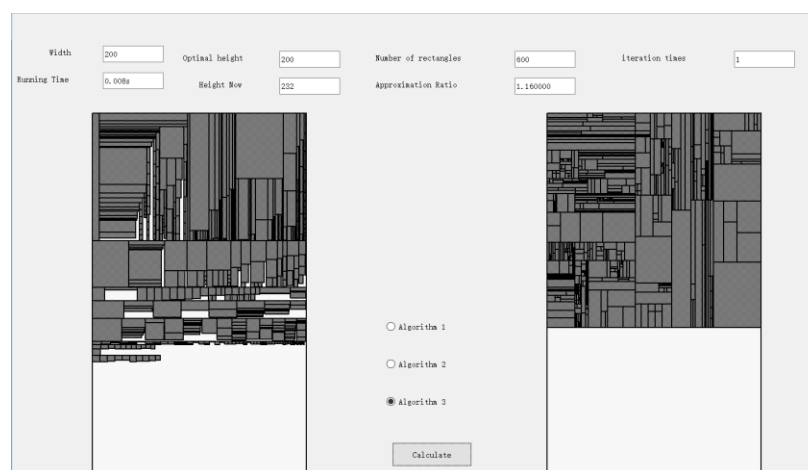 Width 200 Optimal height 200 Number of rectangles 600 iteration times 1
Running Time 0.008s Height Now 232 Approximation Ratio 1.160000
Algorithm 1
Algorithm 2
Algorithm 3
Calculate